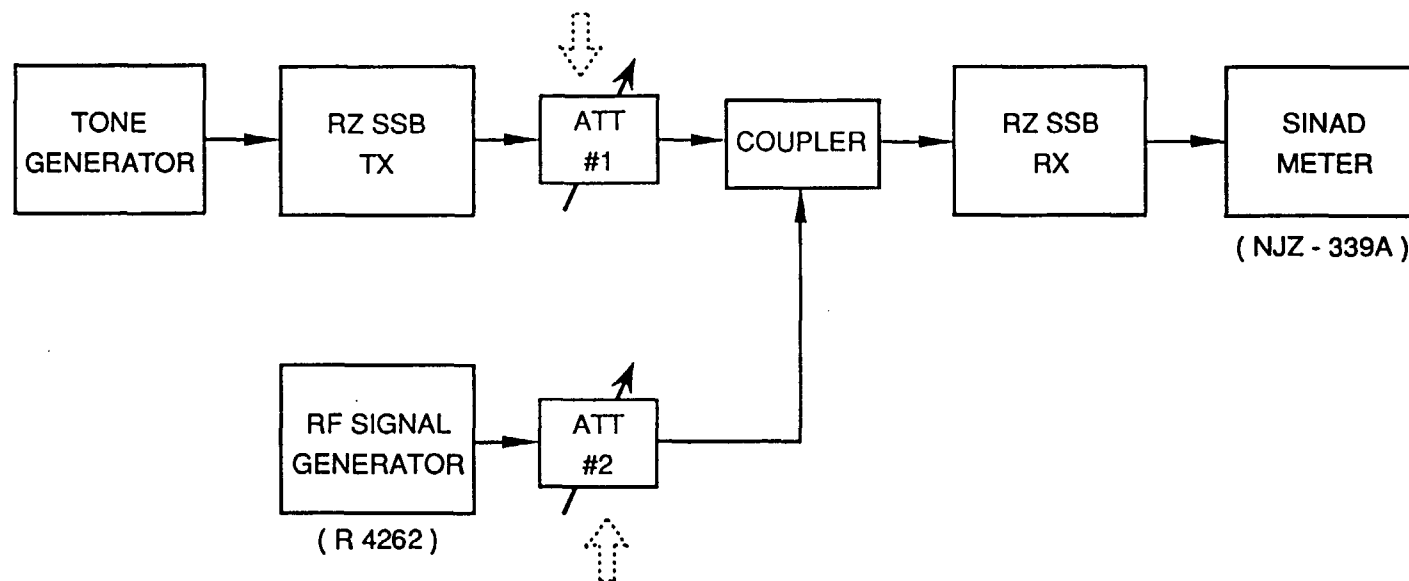 TONE
GENERATOR
RZ SSB
TX
ATT
#1
COUPLER
RZ SSB
RX
SINAD
METER
( NJZ - 339A )
RF SIGNAL
GENERATOR
( R 4262 )
ATT
#2